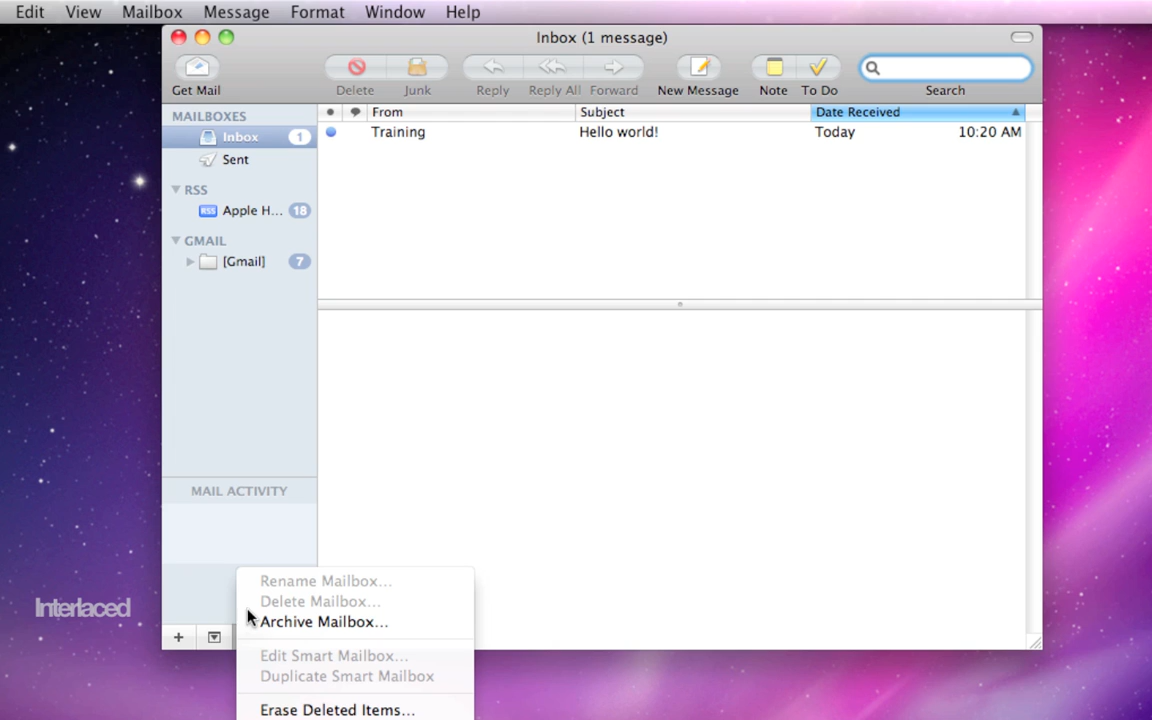 Edit View Mailbox Message Format Window Help
Inbox (1 message)
Get Mail Delete Junk Reply Reply All Forward New Message Note To Do Search
MAILBOXES
Inbox 1
Sent
RSS
RSS Apple H... 18
GMAIL
[Gmail] 7
From Subject Date Received
Training Hello world! Today 10:20 AM
MAIL ACTIVITY
Rename Mailbox...
Delete Mailbox...
Archive Mailbox...
Edit Smart Mailbox...
Duplicate Smart Mailbox
Erase Deleted Items...
Interlaced